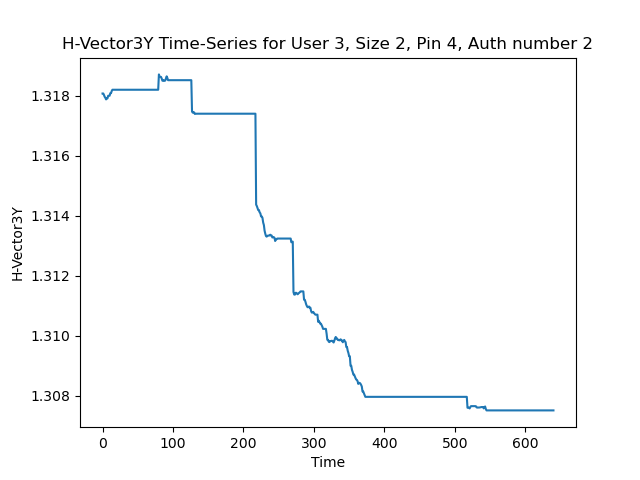 H-Vector3Y Time-Series for User 3, Size 2, Pin 4, Auth number 2
1.318
1.316
1.314
1.312
1.310
1.308
H-Vector3Y
0 100 200 300 400 500 600
Time